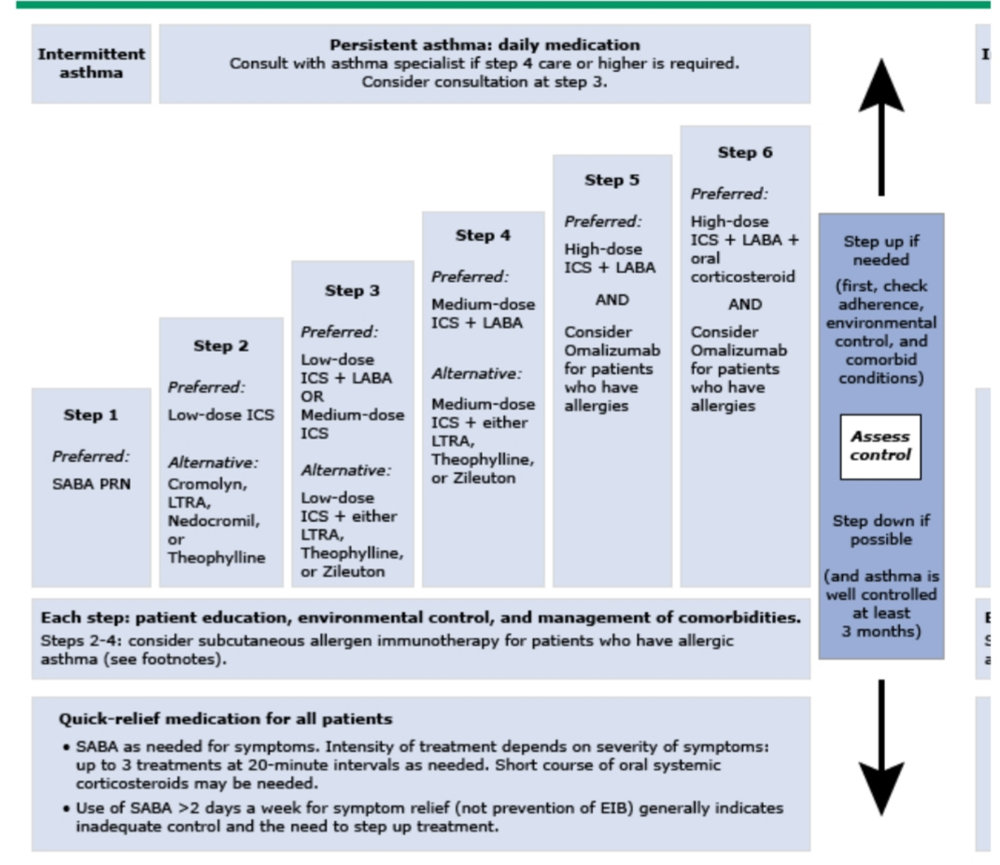 Intermittent
asthma
Persistent asthma: daily medication
Consult with asthma specialist if step 4 care or higher is required.
Consider consultation at step 3.
Step 1
Preferred:
SABA PRN
Step 2
Preferred:
Low-dose ICS
Alternative:
Cromolyn,
LTRA,
Nedocromil,
or
Theophylline
Step 3
Preferred:
Low-dose
ICS + LABA
OR
Medium-dose
ICS
Alternative:
Low-dose
ICS + either
LTRA,
Theophylline,
or Zileuton
Step 4
Preferred:
Medium-dose
ICS + LABA
Alternative:
Medium-dose
ICS + either
LTRA,
Theophylline,
or Zileuton
Step 5
Preferred:
High-dose
ICS + LABA
AND
Consider
Omalizumab
for patients
who have
allergies
Step 6
Preferred:
High-dose
ICS + LABA +
oral
corticosteroid
AND
Consider
Omalizumab
for patients
who have
allergies
Step up if
needed
(first, check
adherence,
environmental
control, and
comorbid
conditions)
Assess
control
Step down if
possible
(and asthma is
well controlled
at least
3 months)
Each step: patient education, environmental control, and management of comorbidities.
Steps 2-4: consider subcutaneous allergen immunotherapy for patients who have allergic
asthma (see footnotes).
Quick-relief medication for all patients
• SABA as needed for symptoms. Intensity of treatment depends on severity of symptoms:
up to 3 treatments at 20-minute intervals as needed. Short course of oral systemic
corticosteroids may be needed.
• Use of SABA >2 days a week for symptom relief (not prevention of EIB) generally indicates
inadequate control and the need to step up treatment.